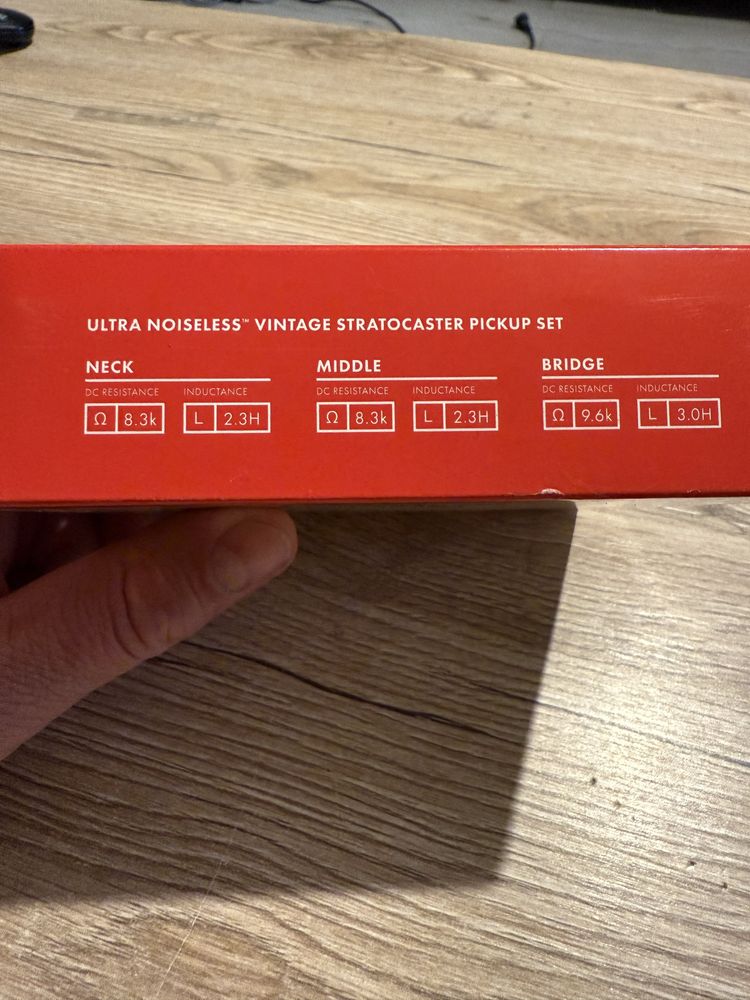 ULTRA NOISELESS™ VINTAGE STRATOCASTER PICKUP SET
NECK
DC RESISTANCE INDUCTANCE
Ω 8.3k L 2.3H
MIDDLE
DC RESISTANCE INDUCTANCE
Ω 8.3k L 2.3H
BRIDGE
DC RESISTANCE INDUCTANCE
Ω 9.6k L 3.0H